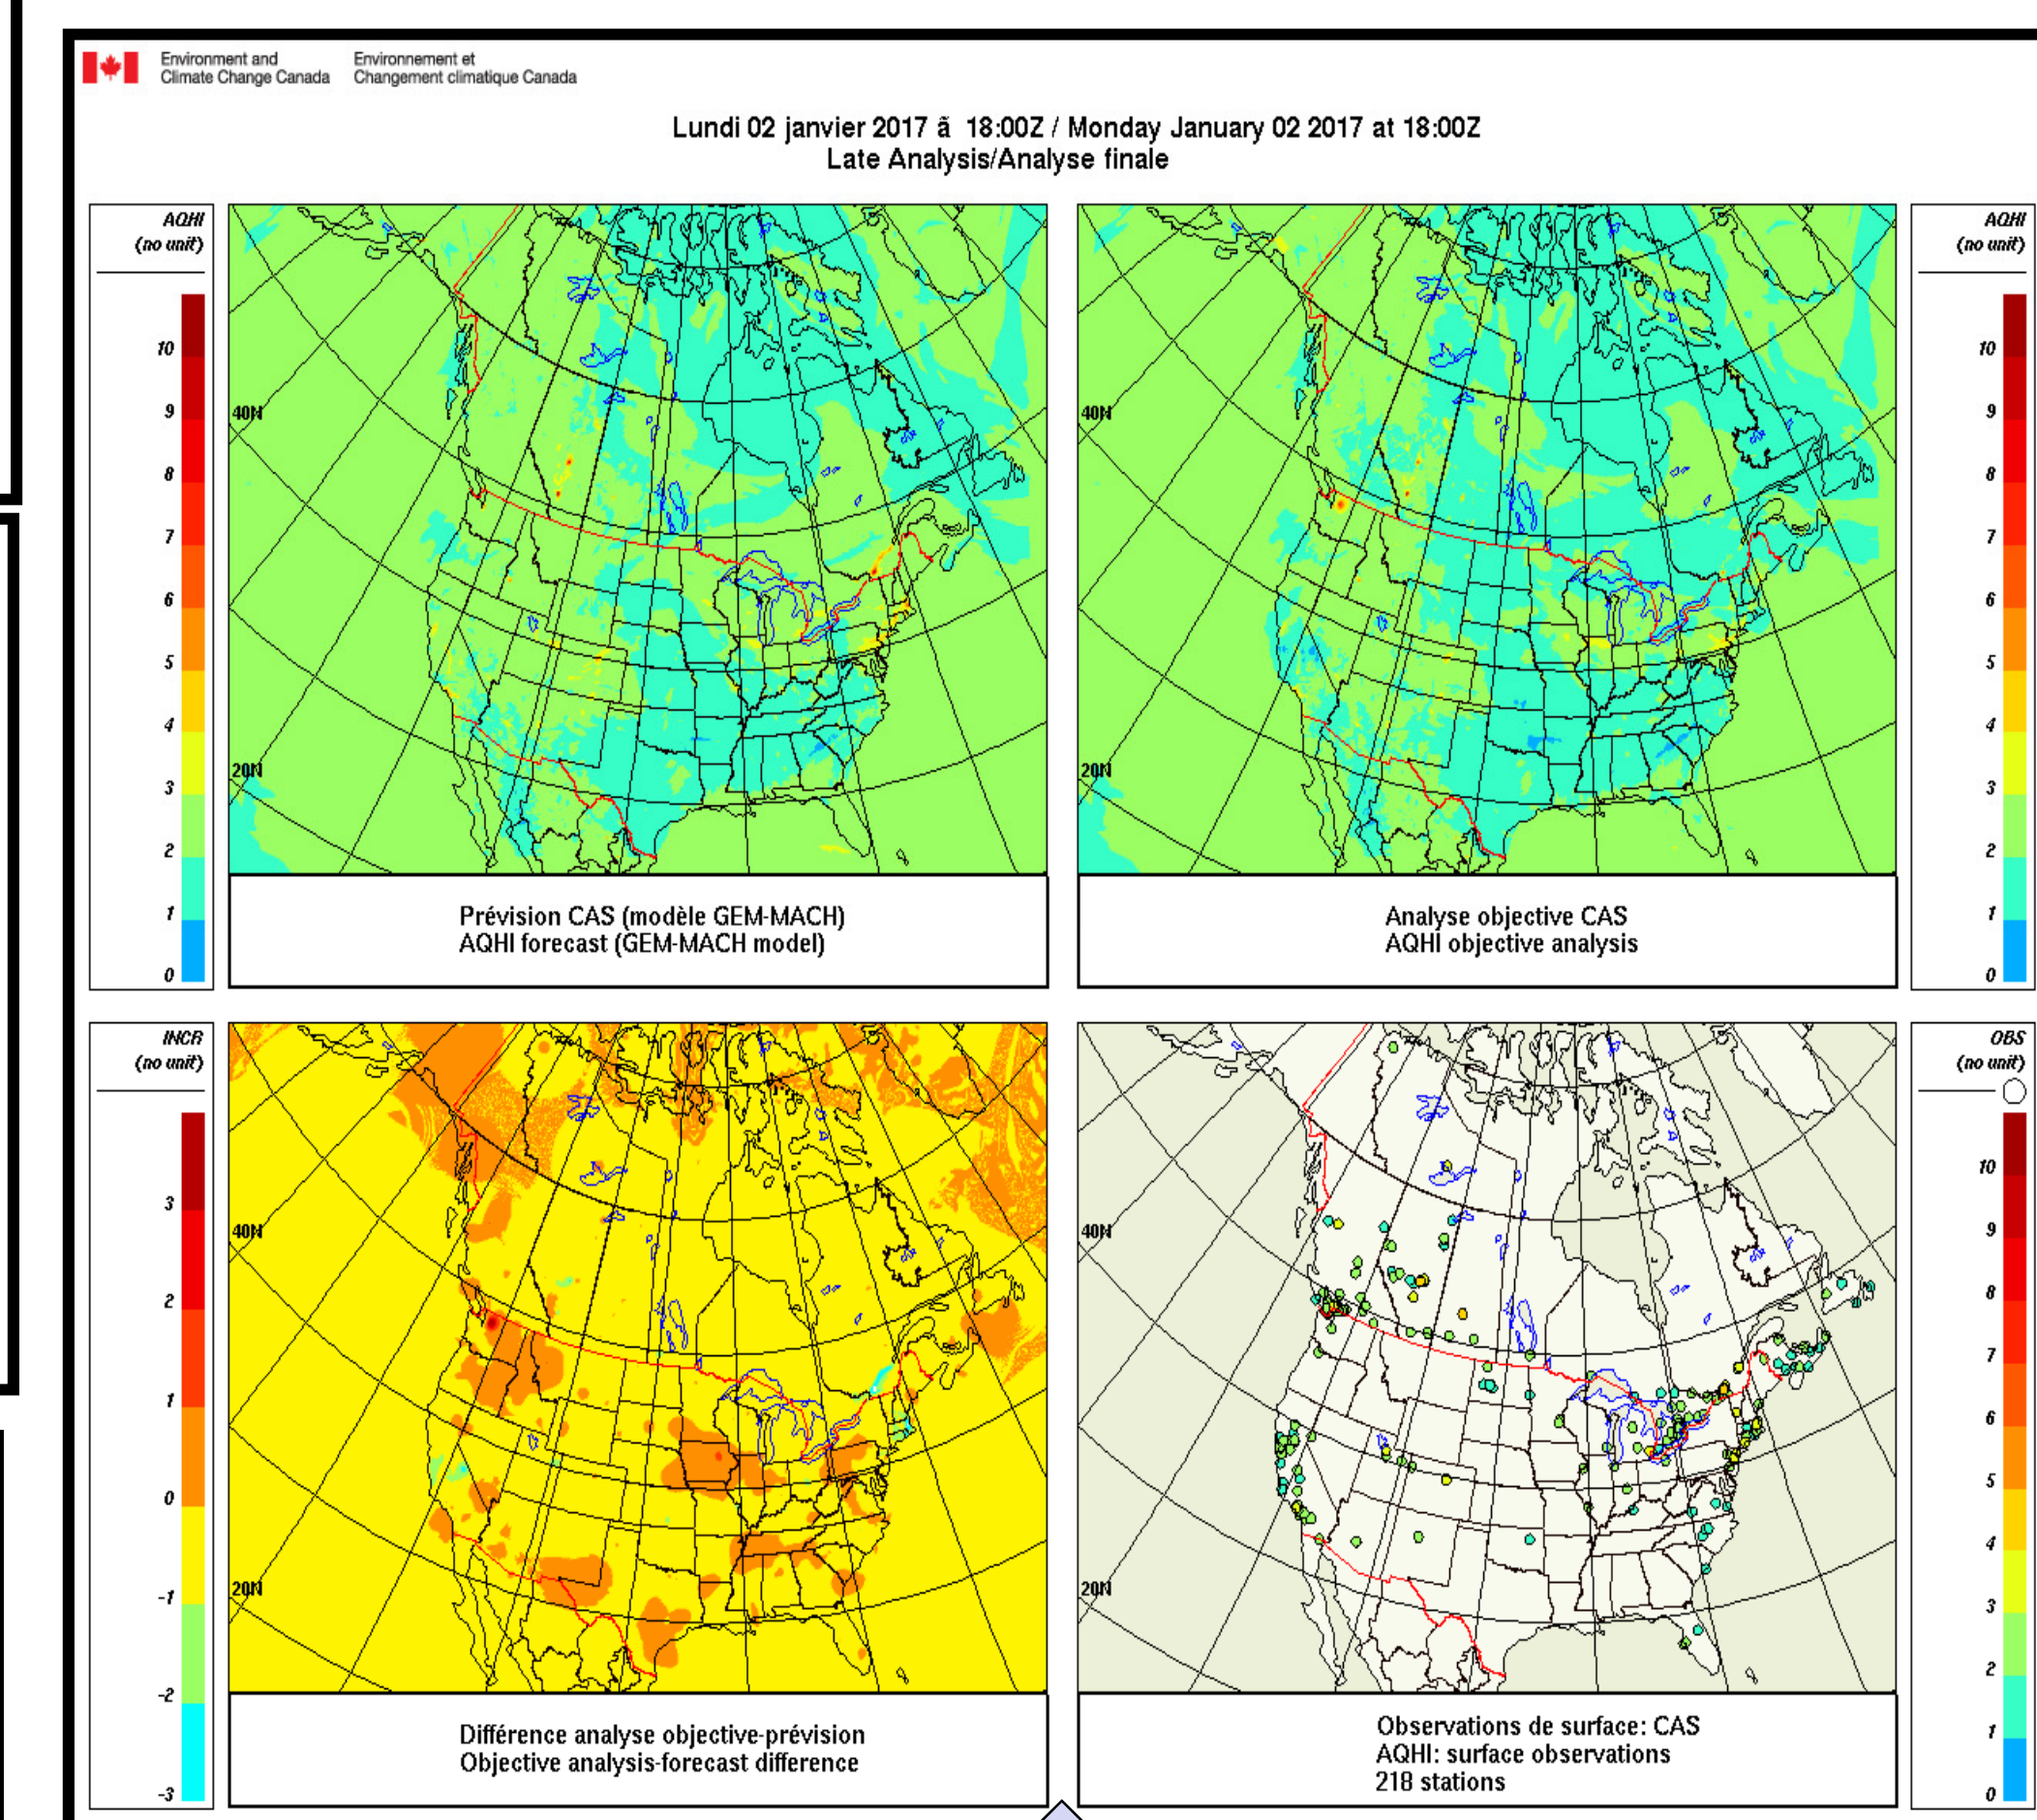 Environment and
Climate Change Canada
Environnement et
Changement climatique Canada
Lundi 02 janvier 2017 ã 18:00Z / Monday January 02 2017 at 18:00Z
Late Analysis/Analyse finale
AQHI
(no unit)
10
9
8
7
6
5
4
3
2
1
0
40N
20N
Prévision CAS (modèle GEM-MACH)
AQHI forecast (GEM-MACH model)
40N
20N
Analyse objective CAS
AQHI objective analysis
AQHI
(no unit)
10
9
8
7
6
5
4
3
2
1
0
INCR
(no unit)
3
2
1
0
-1
-2
-3
40N
20N
Différence analyse objective-prévision
Objective analysis-forecast difference
40N
20N
Observations de surface: CAS
AQHI: surface observations
218 stations
OBS
(no unit)
10
9
8
7
6
5
4
3
2
1
0